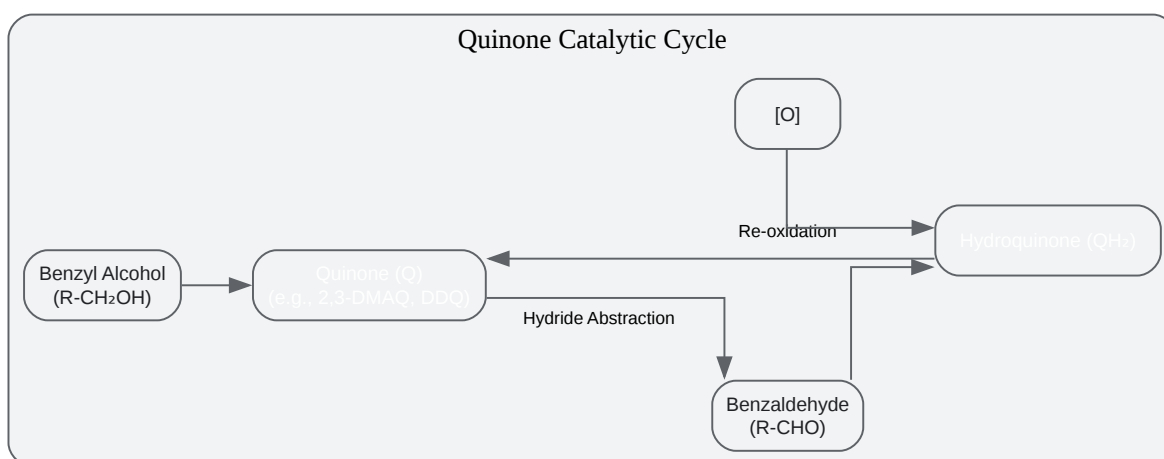 Quinone Catalytic Cycle
[O]
Re-oxidation
Hydroquinone (QH₂)
Benzyl Alcohol
(R-CH₂OH)
Quinone (Q)
(e.g., 2,3-DMAQ, DDQ)
Hydride Abstraction
Benzaldehyde
(R-CHO)